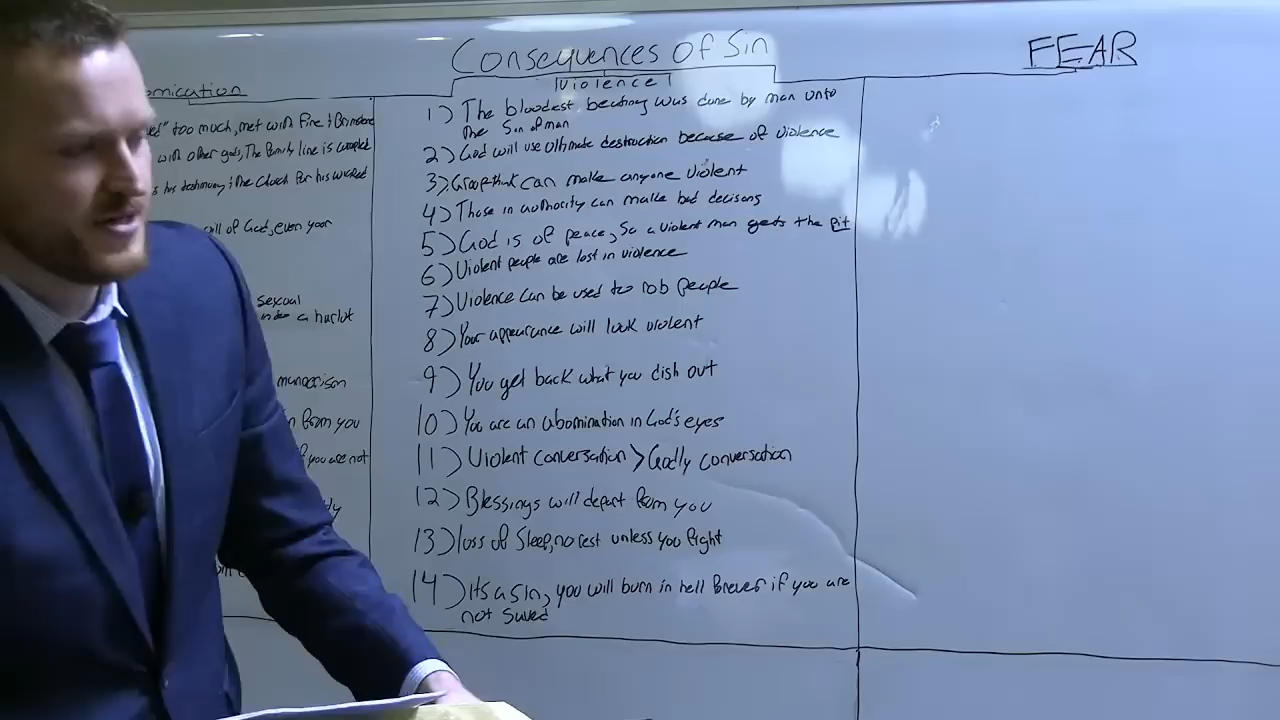 Consequences of Sin
FEAR
Violence
1) The bloodest beating was done by man unto
the Son of man
2) God will use Ultimate destruction because of violence
3) Groupthink can make anyone violent
4) Those in authority can make bad decisons
5) God is of peace, So a violent man gets the Pit
6) Violent people are lost in violence
7) Violence can be used to rob people
8) Your appearance will look violent
9) You get back what you dish out
10) You are an abomination in God's eyes
11) Violent conversation > Godly conversation
12) Blessings will depart from you
13) loss of Sleep, no rest unless you fight
14) its a sin, you will burn in hell forever if you are
not saved
nication
too much, met with Fire & Brimstone
with other gods, The family line is
his testimony & the Church for his wicked
will of God, even your
sexual
a harlot
from you
if you are not